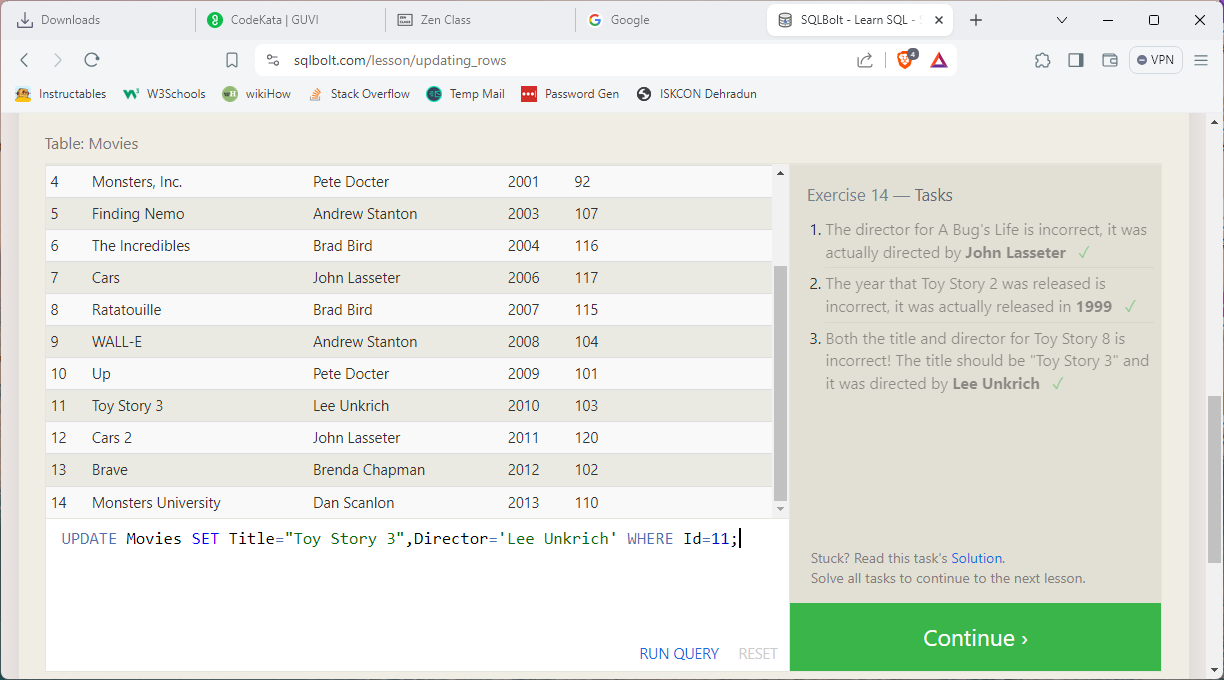 Downloads
CodeKata | GUVI
Zen Class
Google
SQLBolt - Learn SQL -
sqlbolt.com/lesson/updating_rows
4
VPN
Instructables
W3Schools
wikiHow
Stack Overflow
Temp Mail
Password Gen
ISKCON Dehradun
Table: Movies
4 Monsters, Inc. Pete Docter 2001 92
5 Finding Nemo Andrew Stanton 2003 107
6 The Incredibles Brad Bird 2004 116
7 Cars John Lasseter 2006 117
8 Ratatouille Brad Bird 2007 115
9 WALL-E Andrew Stanton 2008 104
10 Up Pete Docter 2009 101
11 Toy Story 3 Lee Unkrich 2010 103
12 Cars 2 John Lasseter 2011 120
13 Brave Brenda Chapman 2012 102
14 Monsters University Dan Scanlon 2013 110
UPDATE Movies SET Title="Toy Story 3",Director='Lee Unkrich' WHERE Id=11;
RUN QUERY RESET
Exercise 14 — Tasks
1. The director for A Bug's Life is incorrect, it was
actually directed by John Lasseter ✓
2. The year that Toy Story 2 was released is
incorrect, it was actually released in 1999 ✓
3. Both the title and director for Toy Story 8 is
incorrect! The title should be "Toy Story 3" and
it was directed by Lee Unkrich ✓
Stuck? Read this task's Solution.
Solve all tasks to continue to the next lesson.
Continue ›